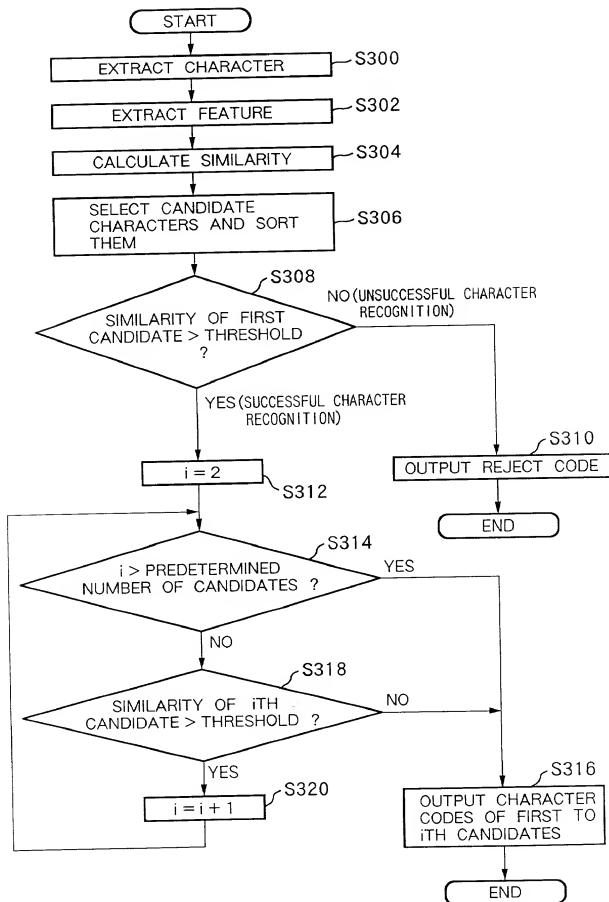 START
EXTRACT CHARACTER
S300
EXTRACT FEATURE
S302
CALCULATE SIMILARITY
S304
SELECT CANDIDATE
CHARACTERS AND SORT
THEM
S306
S308
SIMILARITY OF FIRST
CANDIDATE > THRESHOLD
?
NO (UNSUCCESSFUL CHARACTER
RECOGNITION)
YES (SUCCESSFUL CHARACTER
RECOGNITION)
S310
OUTPUT REJECT CODE
END
i = 2
S312
S314
i > PREDETERMINED
NUMBER OF CANDIDATES ?
YES
NO
S318
SIMILARITY OF iTH
CANDIDATE > THRESHOLD ?
NO
YES
i = i + 1
S320
S316
OUTPUT CHARACTER
CODES OF FIRST TO
iTH CANDIDATES
END